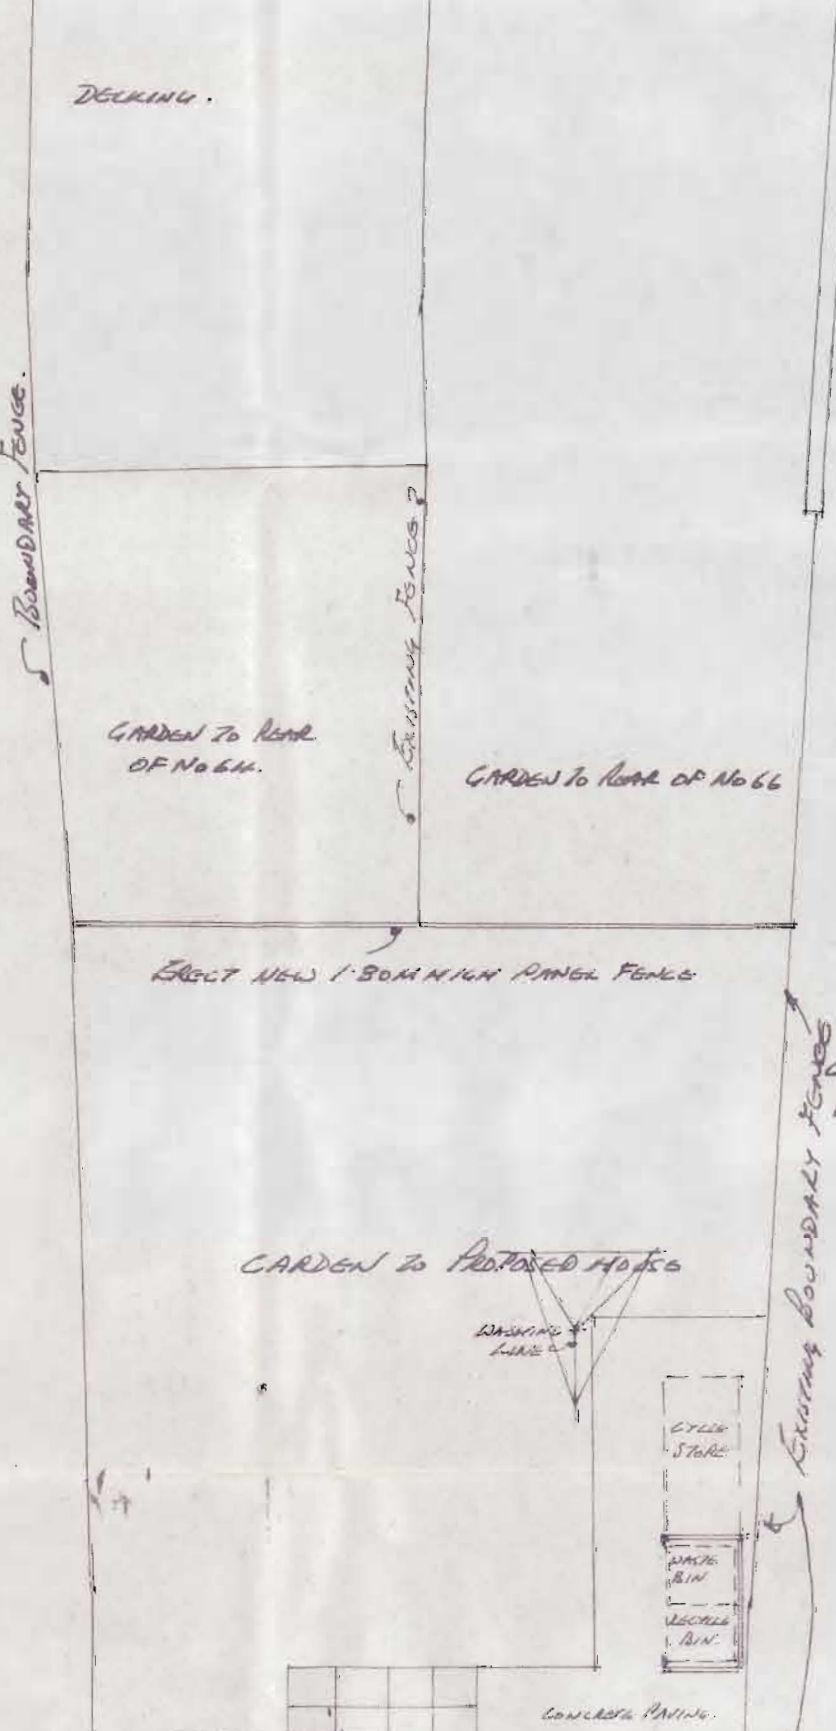 DECKING.
BOUNDARY FENCE.
EXISTING FENCE
GARDEN TO REAR
OF No 64.
GARDEN TO REAR OF No 66
ERECT NEW 1.80M HIGH PANEL FENCE
EXISTING BOUNDARY FENCE
GARDEN TO PROPOSED HOUSE
WASHING
LINE
CYCLE
STORE
WASTE
BIN
RECYCLE
BIN.
CONCRETE PAVING.